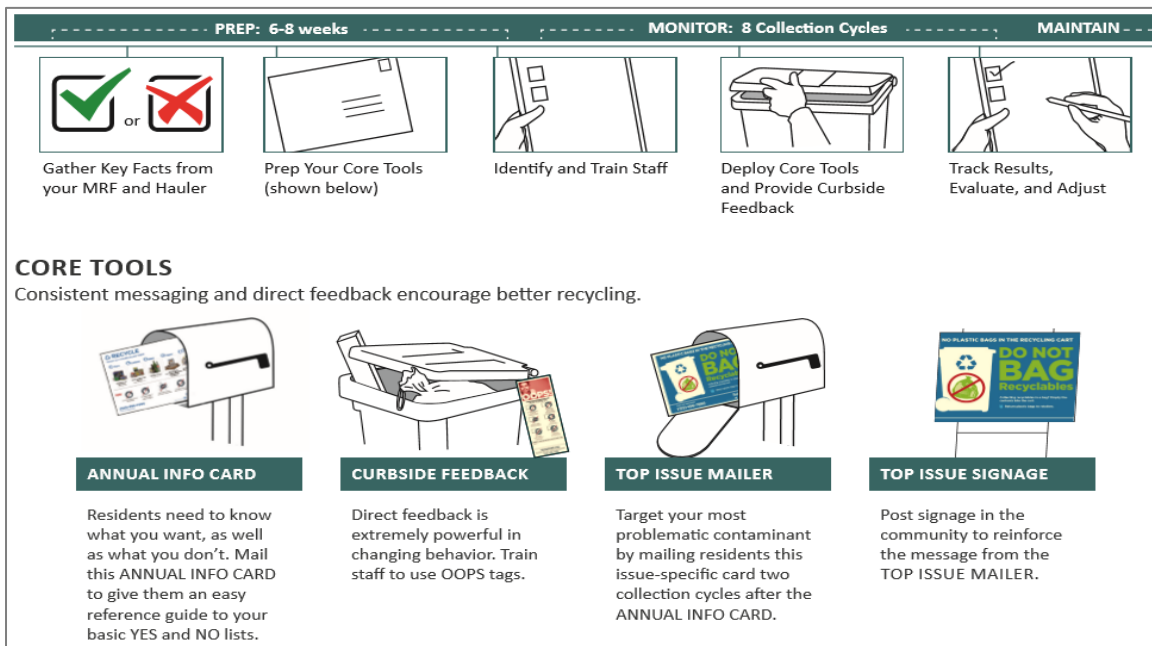 PREP: 6-8 weeks
MONITOR: 8 Collection Cycles
MAINTAIN
or
Gather Key Facts from
your MRF and Hauler
Prep Your Core Tools
(shown below)
Identify and Train Staff
Deploy Core Tools
and Provide Curbside
Feedback
Track Results,
Evaluate, and Adjust
CORE TOOLS
Consistent messaging and direct feedback encourage better recycling.
RECYCLE
OOPS!
DO NOT
BAG
Recyclables
NO PLASTIC BAGS IN THE RECYCLING CART
DO NOT
BAG
Recyclables
ANNUAL INFO CARD
Residents need to know
what you want, as well
as what you don’t. Mail
this ANNUAL INFO CARD
to give them an easy
reference guide to your
basic YES and NO lists.
CURBSIDE FEEDBACK
Direct feedback is
extremely powerful in
changing behavior. Train
staff to use OOPS tags.
TOP ISSUE MAILER
Target your most
problematic contaminant
by mailing residents this
issue-specific card two
collection cycles after the
ANNUAL INFO CARD.
TOP ISSUE SIGNAGE
Post signage in the
community to reinforce
the message from the
TOP ISSUE MAILER.